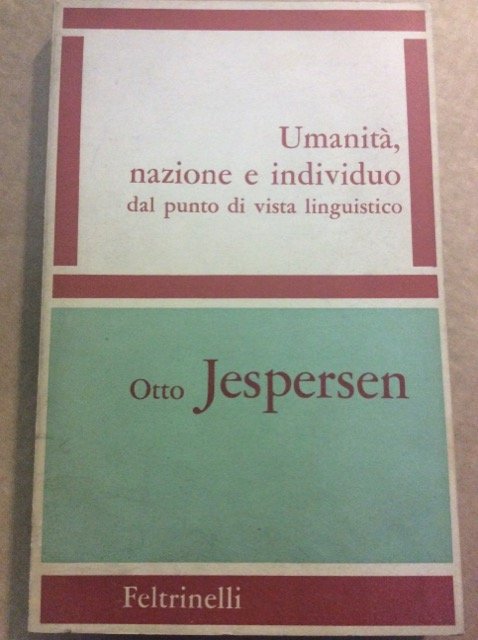 Umanità,
nazione e individuo
dal punto di vista linguistico
Otto Jespersen
Feltrinelli